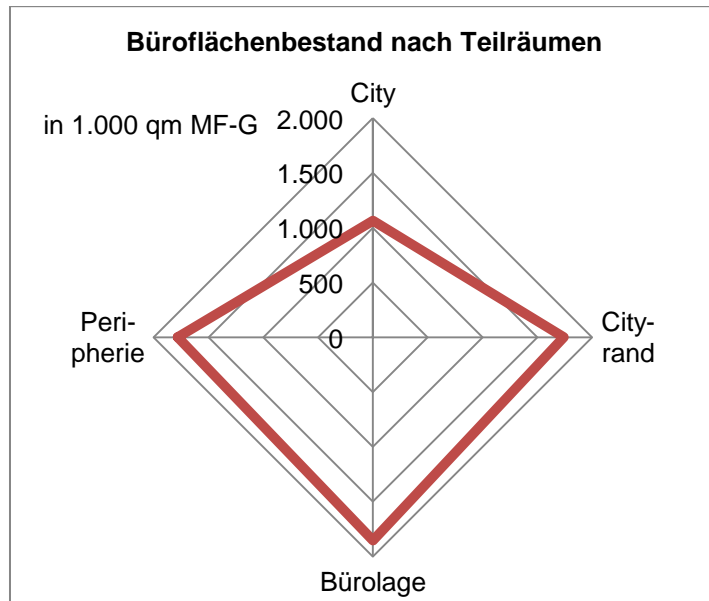 Büroflächenbestand nach Teilräumen
City
in 1.000 qm MF-G
2.000
1.500
1.000
500
0
Peri-
pherie
City-
rand
Bürolage